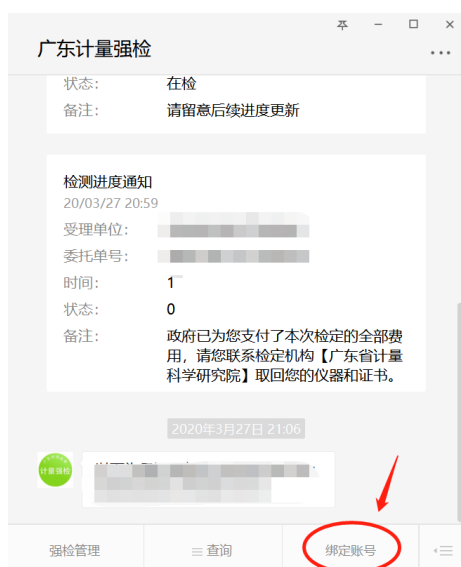 广东计量强检
状态： 在检
备注： 请留意后续进度更新
检测进度通知
20/03/27 20:59
受理单位：
委托单号：
时间： 1
状态： 0
备注： 政府已为您支付了本次检定的全部费
用，请您联系检定机构【广东省计量
科学研究院】取回您的仪器和证书。
2020年3月27日 21:06
计量强检
强检管理
查询
绑定账号